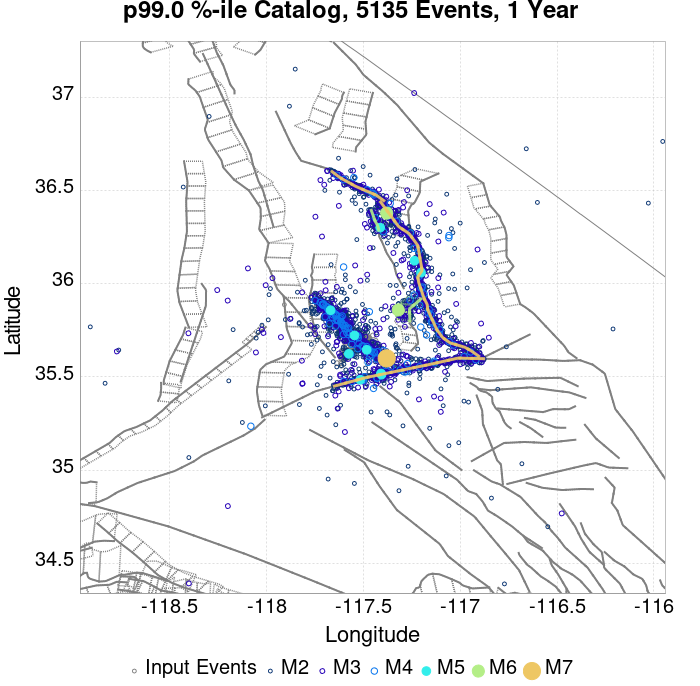 p99.0 %-ile Catalog, 5135 Events, 1 Year
37
36.5
36
35.5
35
34.5
Latitude
-118.5
-118
-117.5
-117
-116.5
-116
Longitude
Input Events
M2
M3
M4
M5
M6
M7